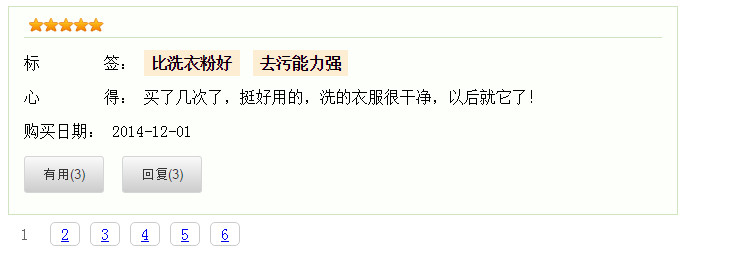 标 签： 比洗衣粉好 去污能力强
心 得： 买了几次了，挺好用的，洗的衣服很干净，以后就它了！
购买日期： 2014-12-01
有用(3) 回复(3)
1 2 3 4 5 6